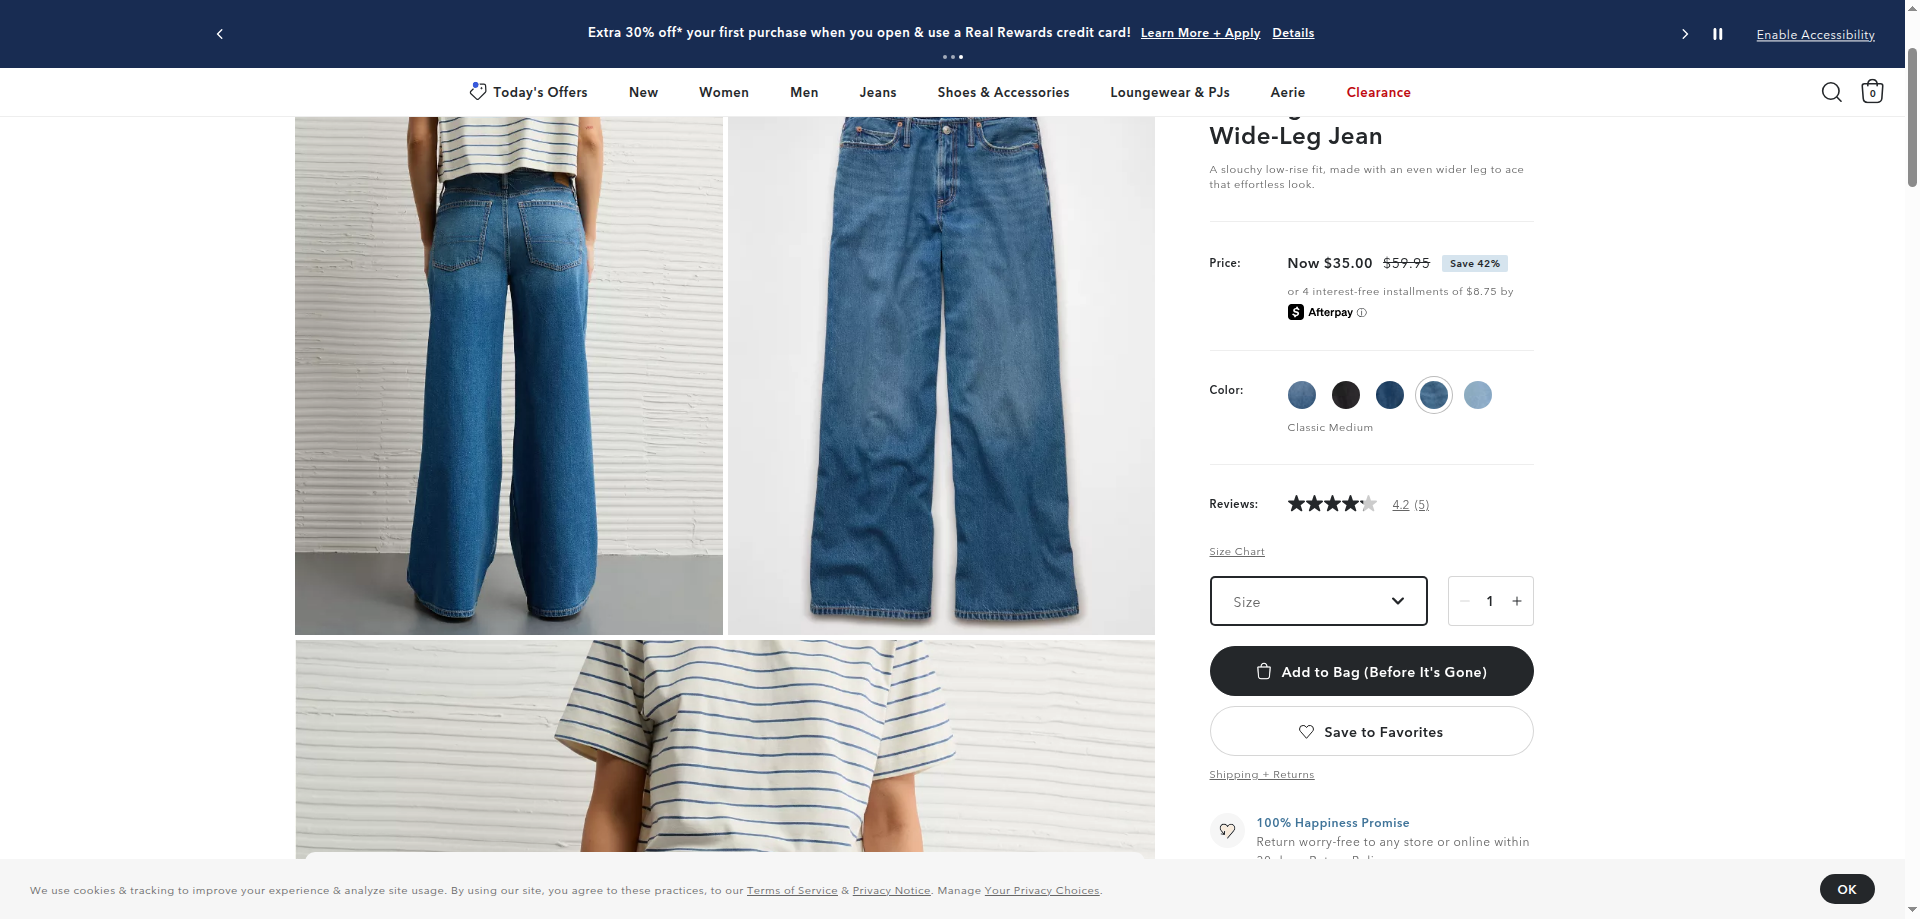 Extra 30% off* your first purchase when you open & use a Real Rewards credit card! Learn More + Apply Details
Enable Accessibility
Today's Offers New Women Men Jeans Shoes & Accessories Loungewear & PJs Aerie Clearance
0
Wide-Leg Jean
A slouchy low-rise fit, made with an even wider leg to ace
that effortless look.
Price: Now $35.00 $59.95 Save 42%
or 4 interest-free installments of $8.75 by
$ Afterpay ⓘ
Color:
Classic Medium
Reviews: 4.2 (5)
Size Chart
Size
− 1 +
Add to Bag (Before It's Gone)
Save to Favorites
Shipping + Returns
100% Happiness Promise
Return worry-free to any store or online within
We use cookies & tracking to improve your experience & analyze site usage. By using our site, you agree to these practices, to our Terms of Service & Privacy Notice. Manage Your Privacy Choices.
OK